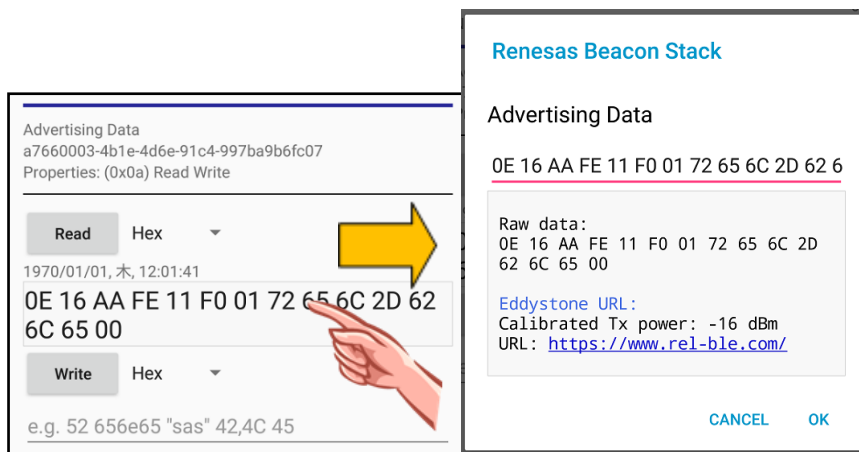 Advertising Data
a7660003-4b1e-4d6e-91c4-997ba9b6fc07
Properties: (0x0a) Read Write
Read Hex
1970/01/01, 木, 12:01:41
0E 16 AA FE 11 F0 01 72 65 6C 2D 62
6C 65 00
Write Hex
e.g. 52 656e65 "sas" 42,4C 45
Renesas Beacon Stack
Advertising Data
0E 16 AA FE 11 F0 01 72 65 6C 2D 62 6
Raw data:
0E 16 AA FE 11 F0 01 72 65 6C 2D
62 6C 65 00
Eddystone URL:
Calibrated Tx power: -16 dBm
URL: https://www.rel-ble.com/
CANCEL OK